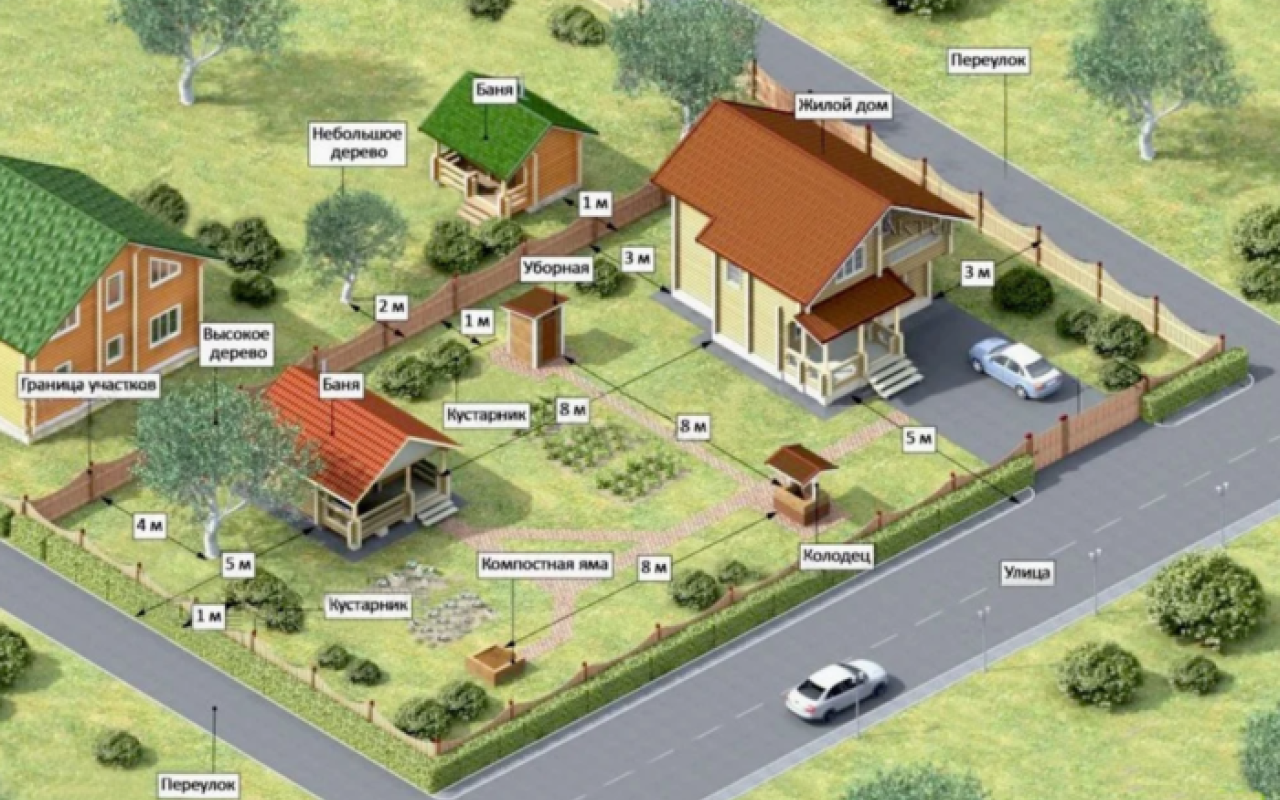 Баня
Переулок
Жилой дом
Небольшое
дерево
1 м
3 м
Уборная
3 м
2 м
1 м
Высокое
дерево
Граница участков
Баня
Кустарник
8 м
8 м
5 м
4 м
5 м
Компостная яма
8 м
Колодец
Улица
1 м
Кустарник
Переулок